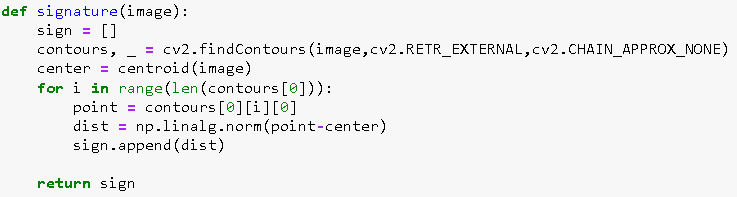 def signature(image):
    sign = []
    contours, _ = cv2.findContours(image,cv2.RETR_EXTERNAL,cv2.CHAIN_APPROX_NONE)
    center = centroid(image)
    for i in range(len(contours[0])):
        point = contours[0][i][0]
        dist = np.linalg.norm(point-center)
        sign.append(dist)
    return sign